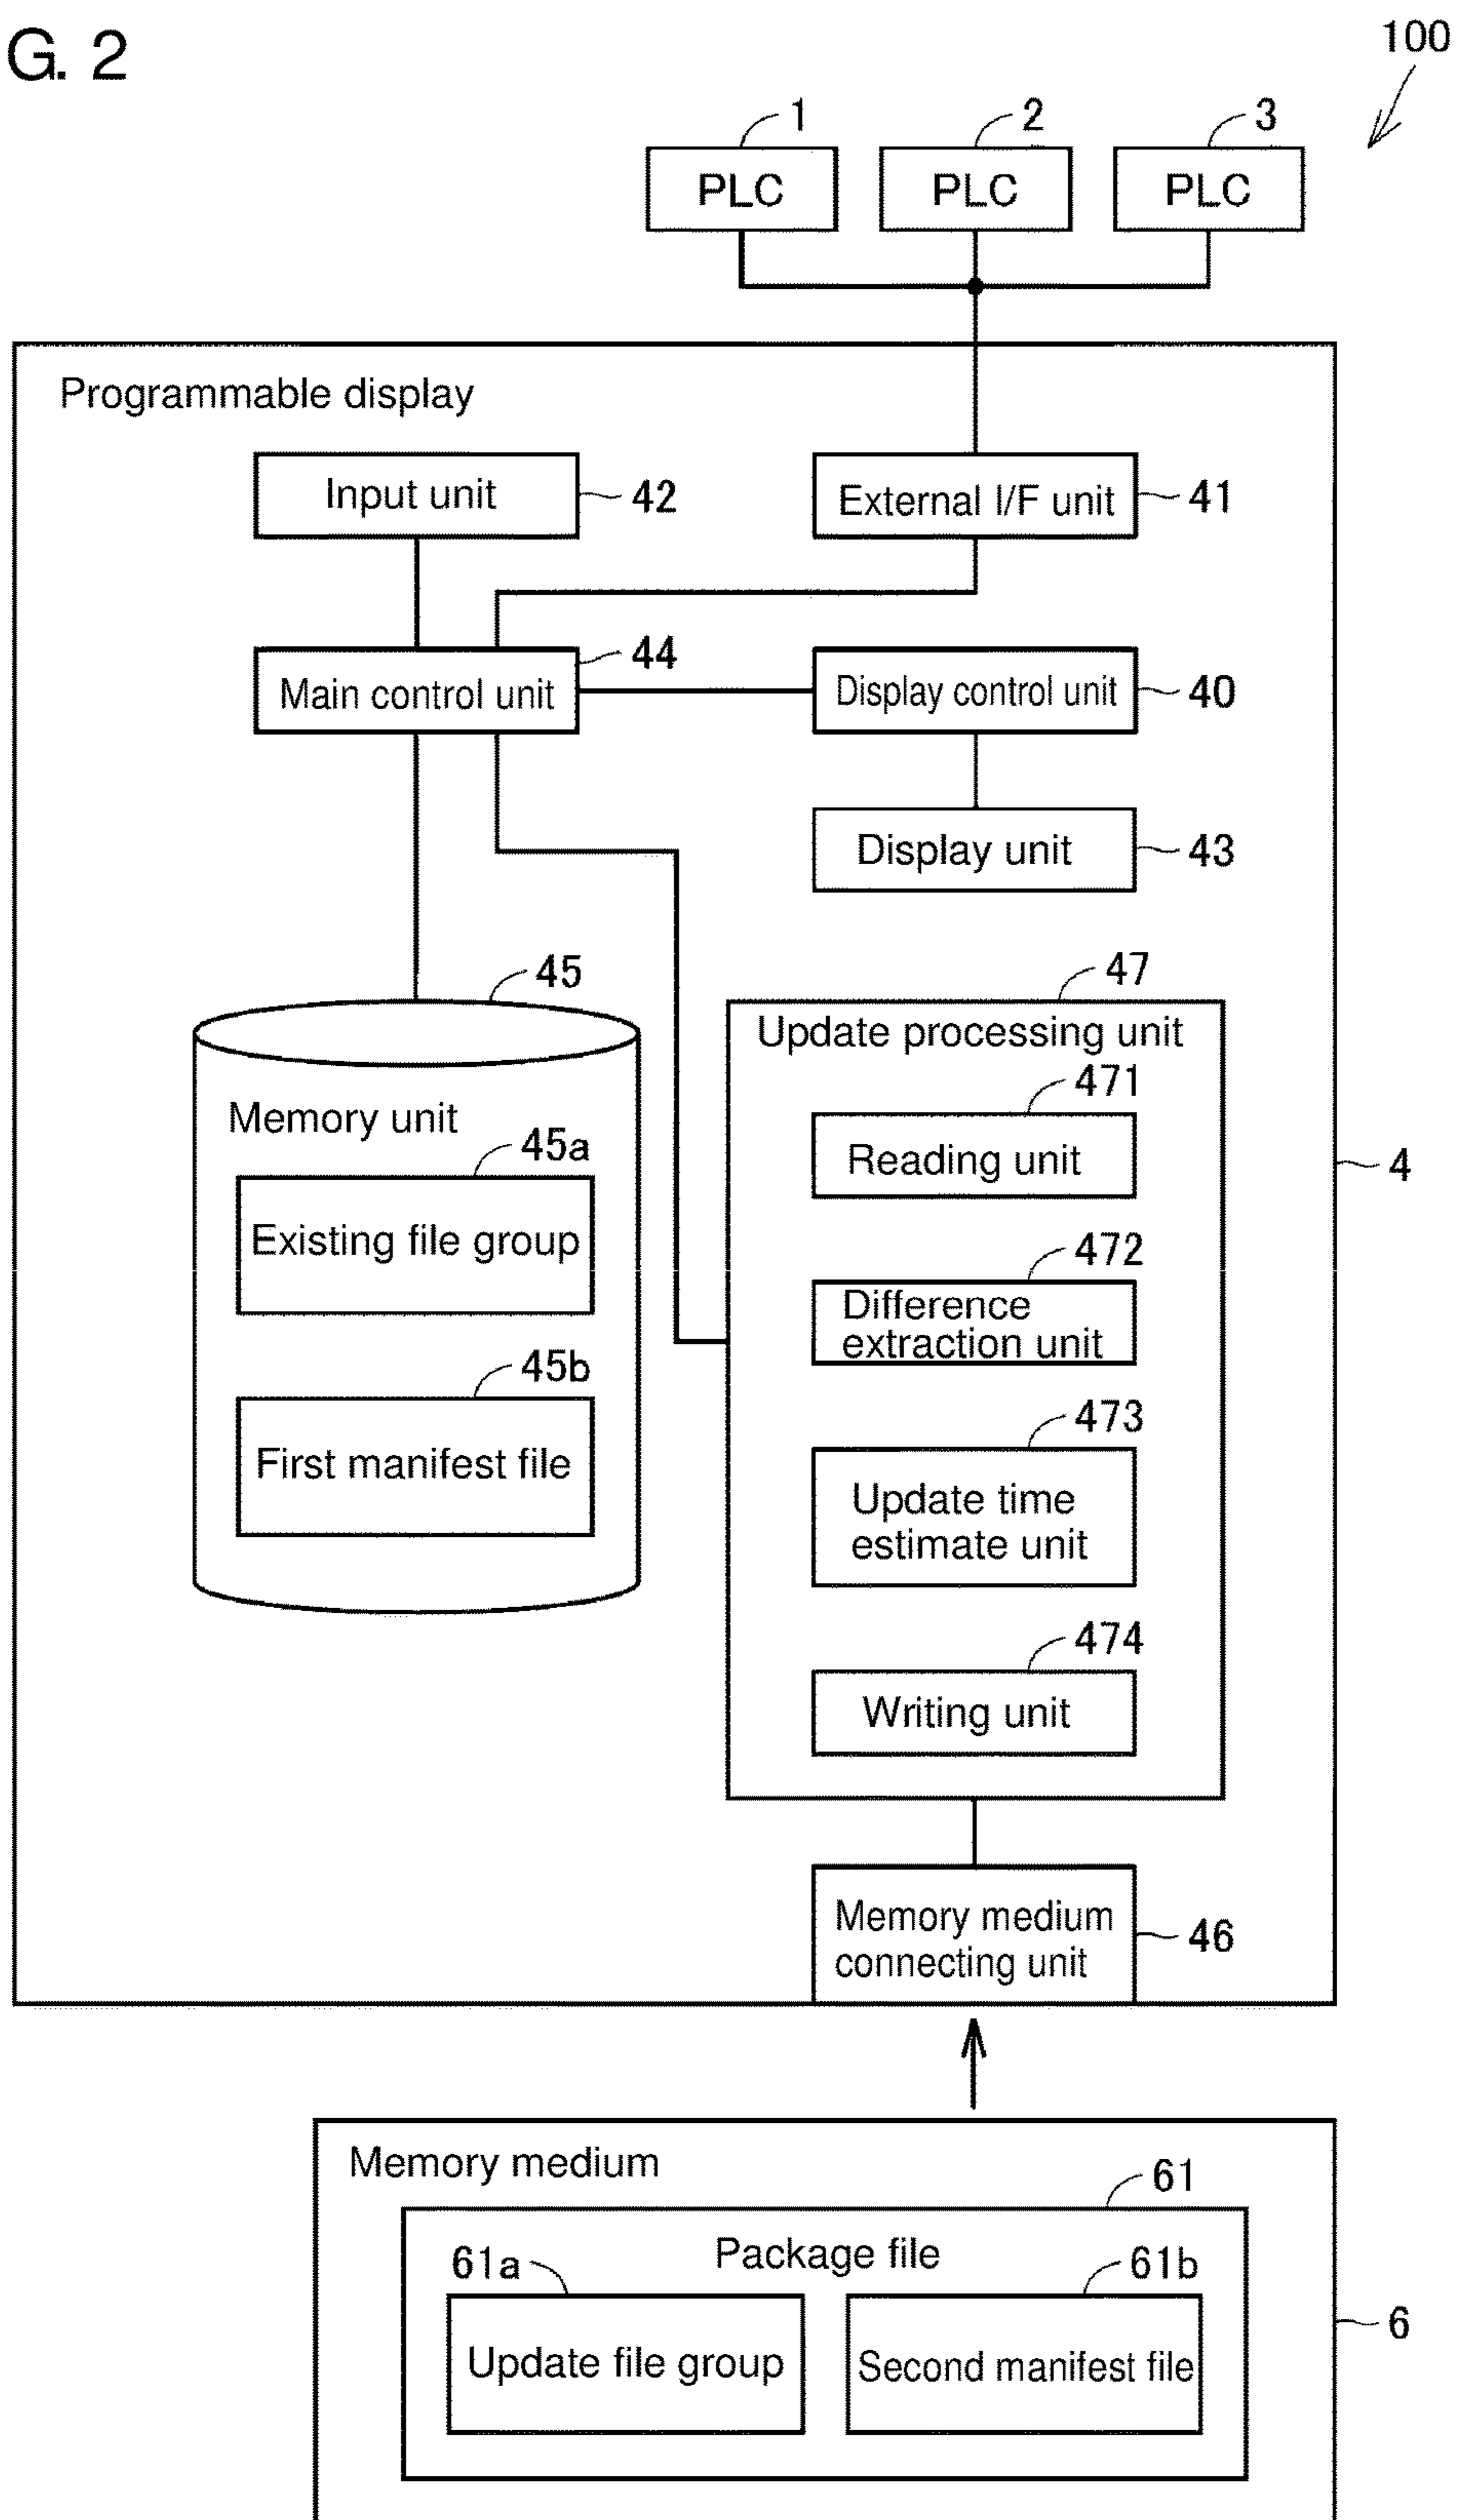 G. 2
100
1
2
3
PLC
PLC
PLC
Programmable display
Input unit
42
External I/F unit
41
44
Main control unit
Display control unit
40
Display unit
43
45
47
Update processing unit
471
Memory unit
45a
Reading unit
4
Existing file group
472
Difference
extraction unit
45b
473
First manifest file
Update time
estimate unit
474
Writing unit
Memory medium
connecting unit
46
Memory medium
61
Package file
61a
61b
6
Update file group
Second manifest file